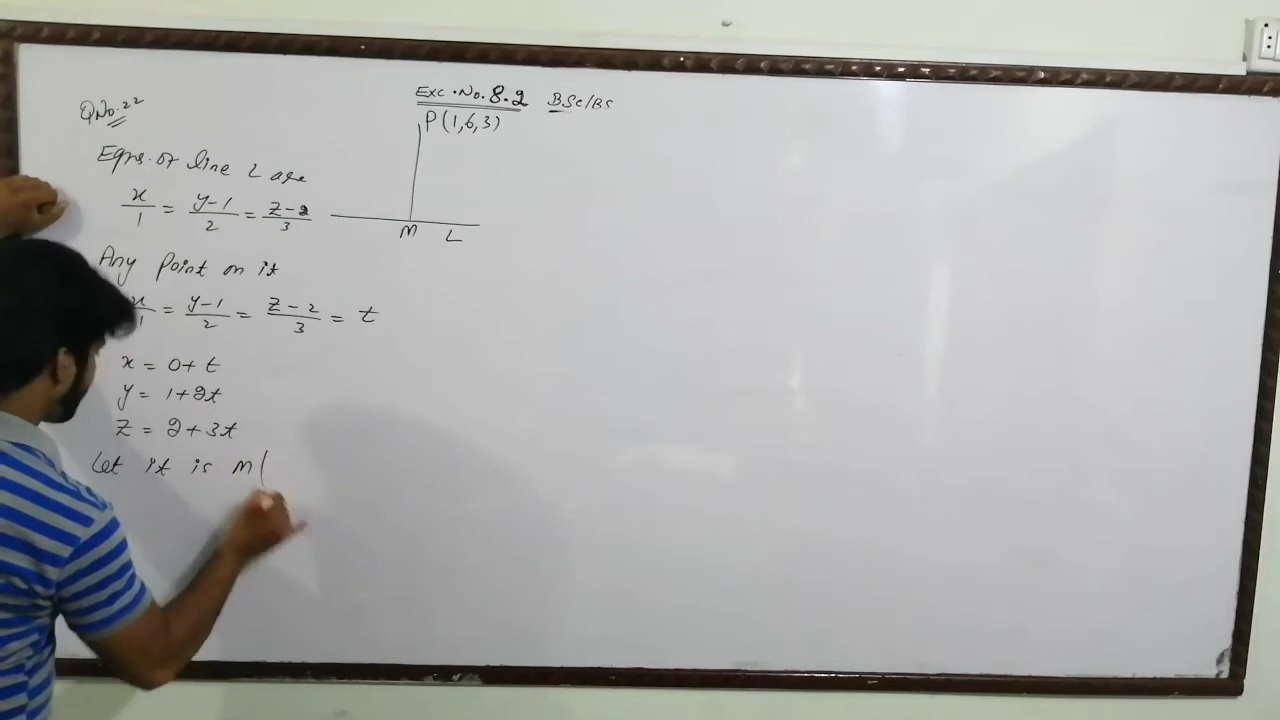 Exc. No. 8.2 BSc/BS
Q No. 22
P(1,6,3)
Eqns. of line L are
x/1 = y-1/2 = z-2/3
M L
Any point on it
x/1 = y-1/2 = z-2/3 = t
x = 0+t
y = 1+2t
z = 2+3t
Let it is M(